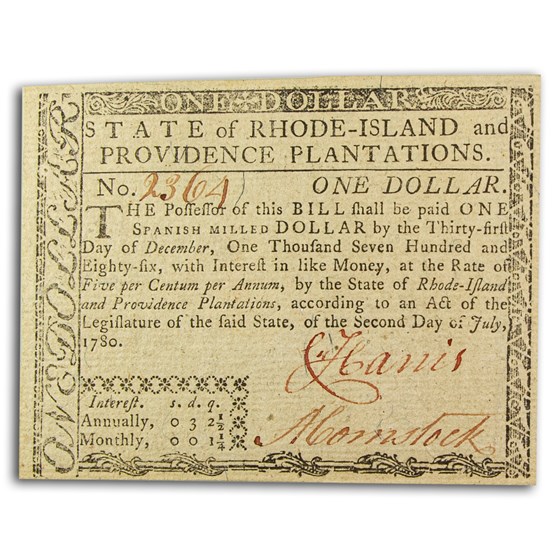 ONE DOLLAR
ONE DOLLAR
STATE of RHODE-ISLAND and
PROVIDENCE PLANTATIONS.
No. 2364 ONE DOLLAR.
THE Poſſeſſor of this BILL ſhall be paid ONE
SPANISH MILLED DOLLAR by the Thirty-firſt
Day of December, One Thouſand Seven Hundred and
Eighty-ſix, with Intereſt in like Money, at the Rate of
Five per Centum per Annum, by the State of Rhode-Iſland
and Providence Plantations, according to an Act of the
Legiſlature of the ſaid State, of the Second Day of July,
1780.
C Harris
A Comstock
Intereſt. s. d. q.
Annually, 0 3 2½
Monthly, 0 0 1¼